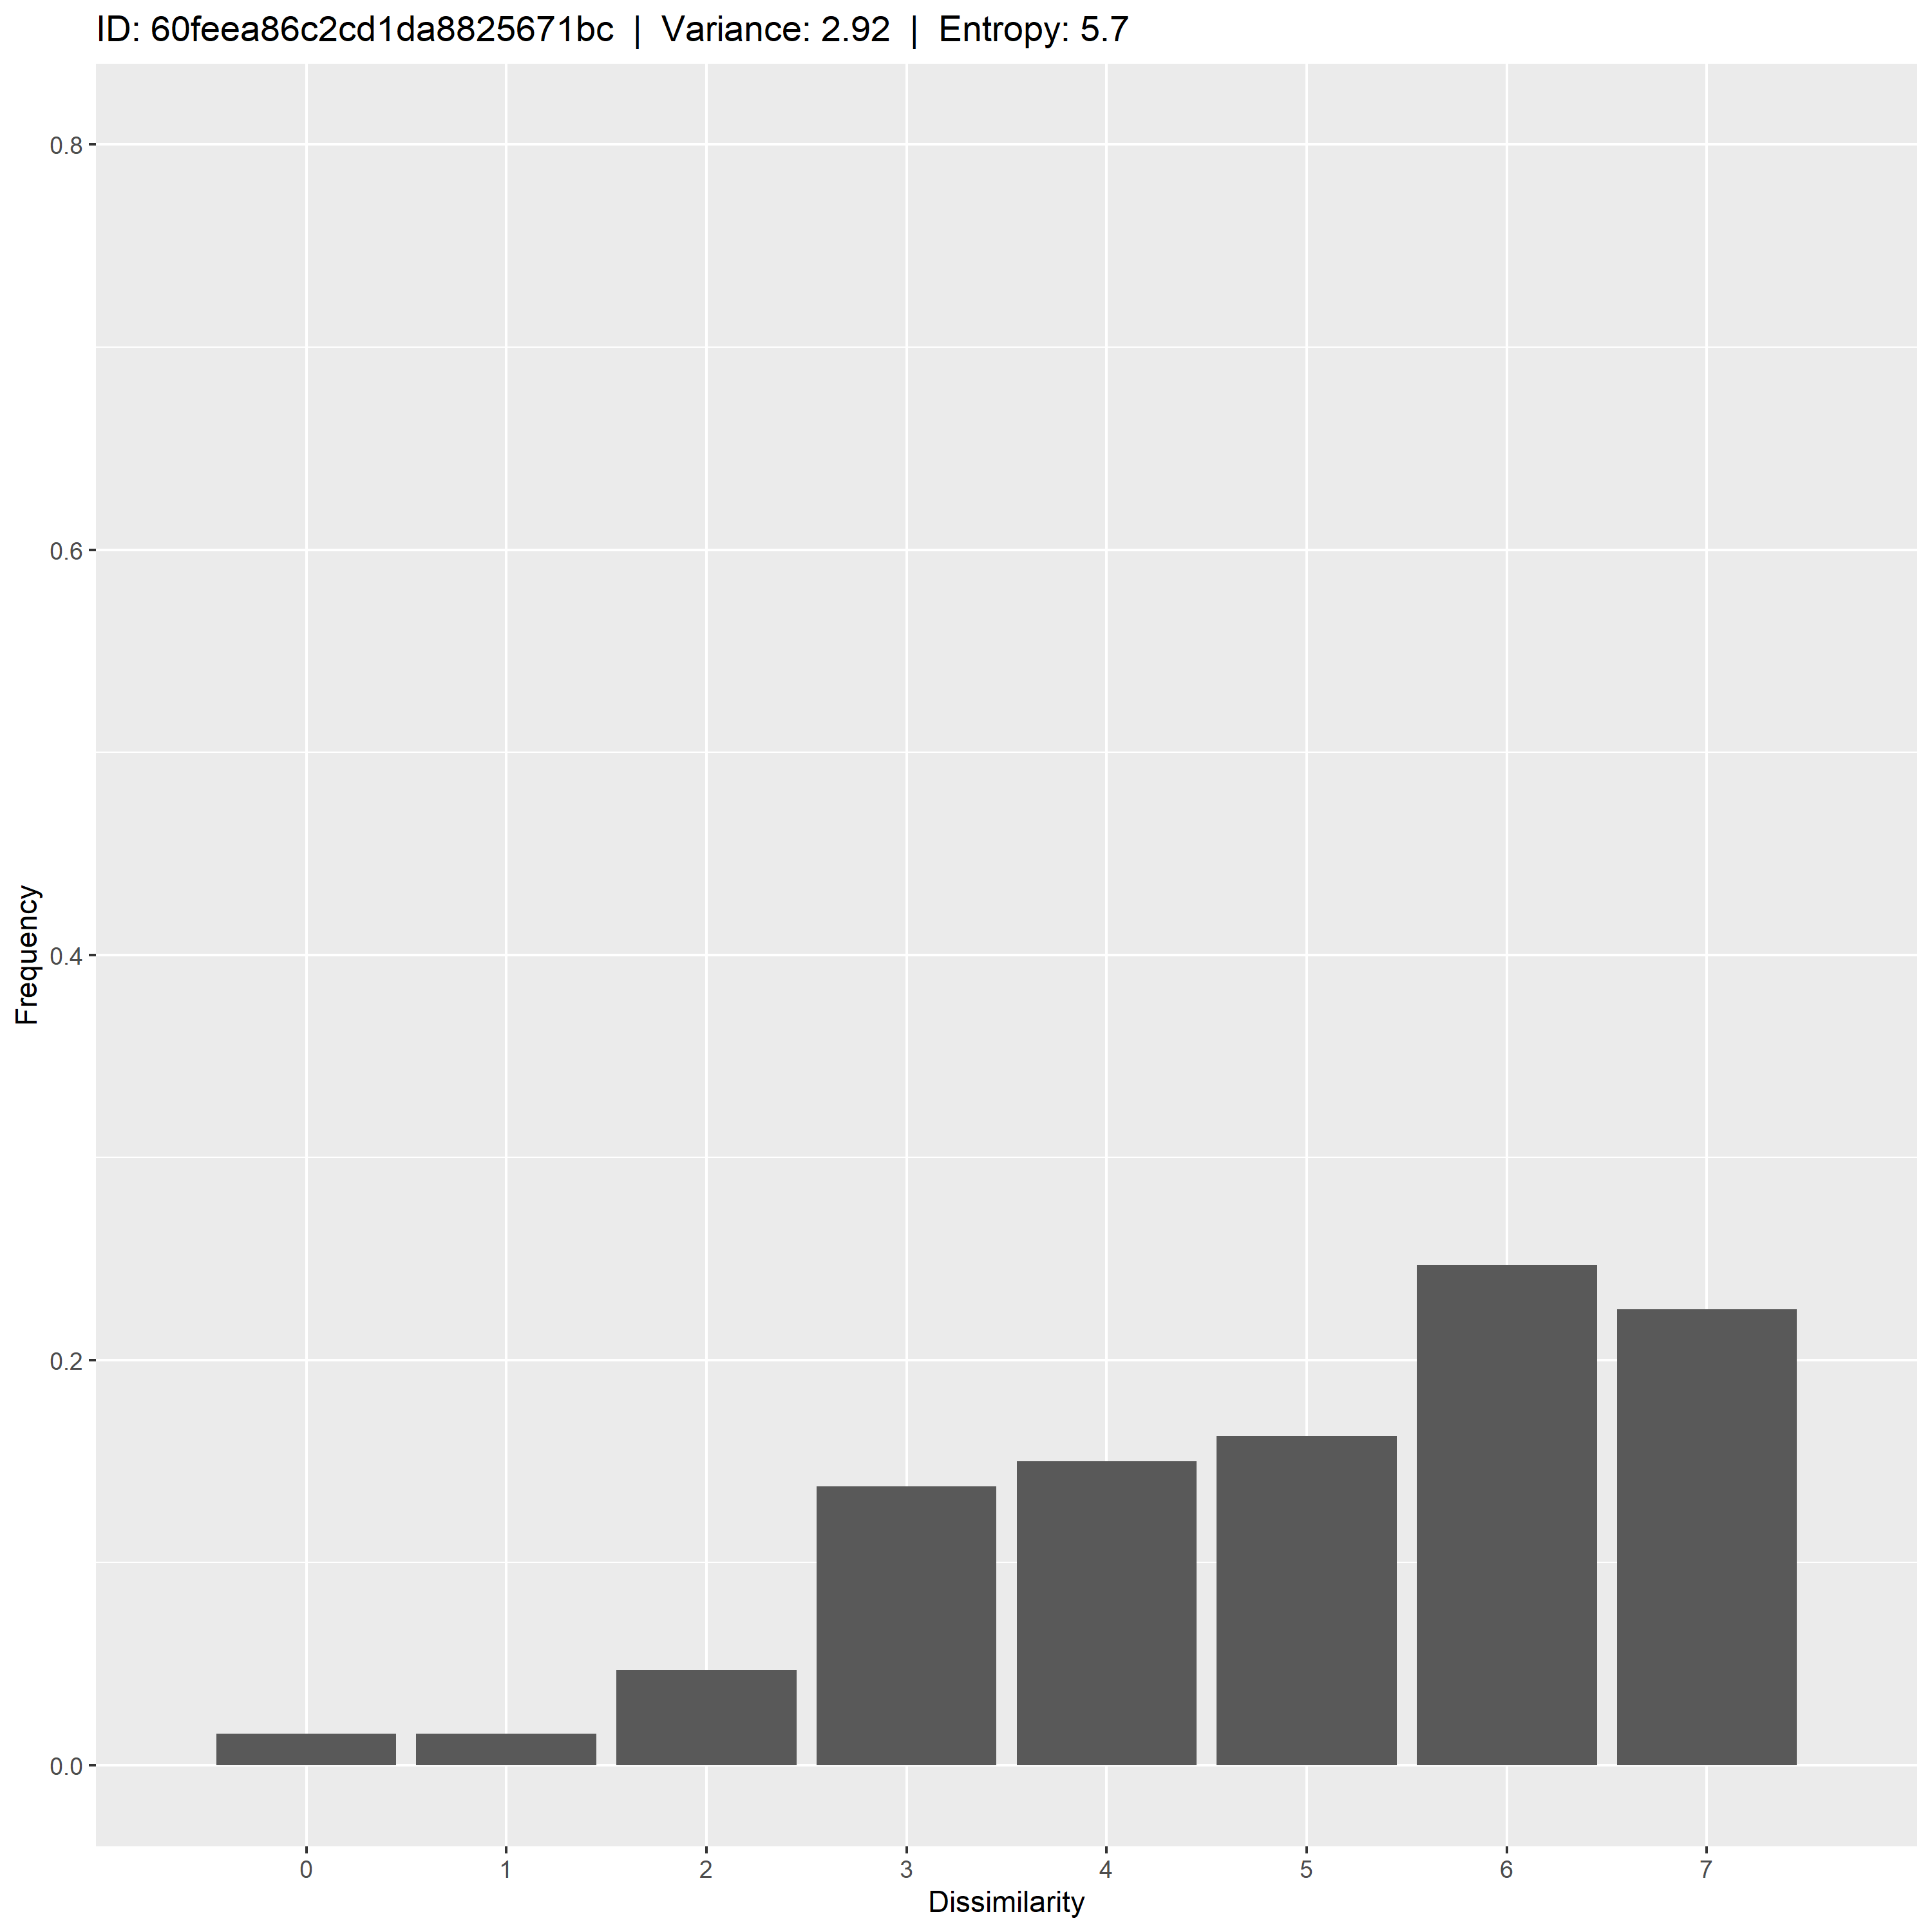 ID: 60feea86c2cd1da8825671bc | Variance: 2.92 | Entropy: 5.7
0.8
0.6
0.4
0.2
0.0
Frequency
0 1 2 3 4 5 6 7
Dissimilarity